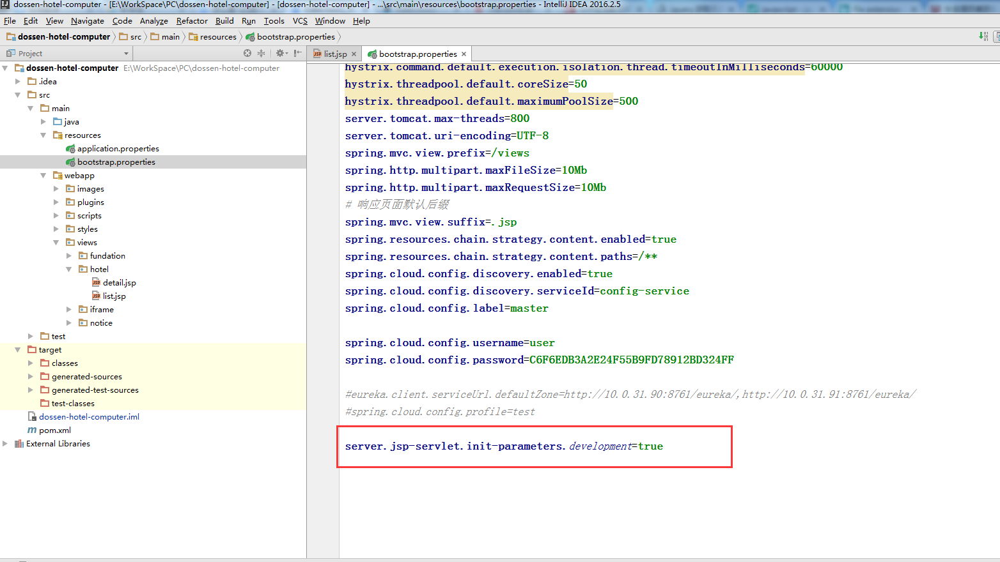 dossen-hotel-computer - [E:\WorkSpace\PC\dossen-hotel-computer] - [dossen-hotel-computer] - ...\src\main\resources\bootstrap.properties - IntelliJ IDEA 2016.2.5
File Edit View Navigate Code Analyze Refactor Build Run Tools VCS Window Help
dossen-hotel-computer src main resources bootstrap.properties
Project
list.jsp bootstrap.properties
dossen-hotel-computer E:\WorkSpace\PC\dossen-hotel-computer
.idea
src
main
java
resources
application.properties
bootstrap.properties
webapp
images
plugins
scripts
styles
views
fundation
hotel
detail.jsp
list.jsp
iframe
notice
test
target
classes
generated-sources
generated-test-sources
test-classes
dossen-hotel-computer.iml
pom.xml
External Libraries
hystrix.command.default.execution.isolation.thread.timeoutInMilliseconds=60000
hystrix.threadpool.default.coreSize=50
hystrix.threadpool.default.maximumPoolSize=500
server.tomcat.max-threads=800
server.tomcat.uri-encoding=UTF-8
spring.mvc.view.prefix=/views
spring.http.multipart.maxFileSize=10Mb
spring.http.multipart.maxRequestSize=10Mb
# 响应页面默认后缀
spring.mvc.view.suffix=.jsp
spring.resources.chain.strategy.content.enabled=true
spring.resources.chain.strategy.content.paths=/**
spring.cloud.config.discovery.enabled=true
spring.cloud.config.discovery.serviceId=config-service
spring.cloud.config.label=master
spring.cloud.config.username=user
spring.cloud.config.password=C6F6EDB3A2E24F55B9FD78912BD324FF
#eureka.client.serviceUrl.defaultZone=http://10.0.31.90:8761/eureka/,http://10.0.31.91:8761/eureka/
#spring.cloud.config.profile=test
server.jsp-servlet.init-parameters.development=true